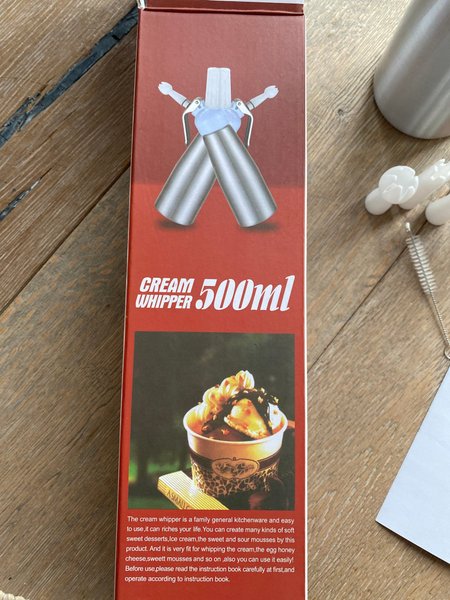 CREAM
WHIPPER 500ml
The cream whipper is a family general kitchenware and easy
to use,it can riches your life.You can create many kinds of soft
sweet desserts,Ice cream,the sweet and sour mousses by this
product. And it is very fit for whipping the cream,the egg honey
cheese,sweett mousses and so on ,also you can use it easily!
Before use,please read the instruction book carefully at first,and
operate according to instruction book.